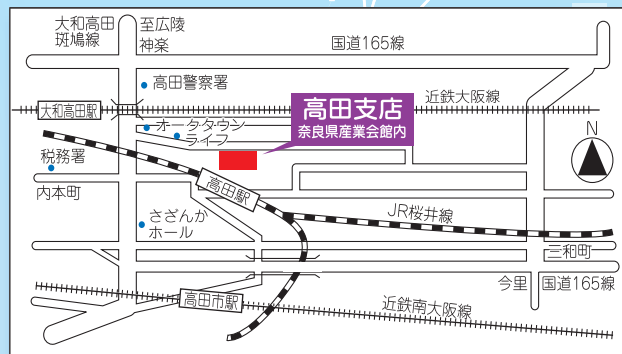 大和高田
斑鳩線
至広陵
神楽
国道165線
高田警察署
大和高田駅
近鉄大阪線
高田支店
奈良県産業会館内
オータタウン
ライフ
N
税務署
内本町
高田駅
JR桜井線
さざんか
ホール
三和町
今里
国道165線
高田市駅
近鉄南大阪線